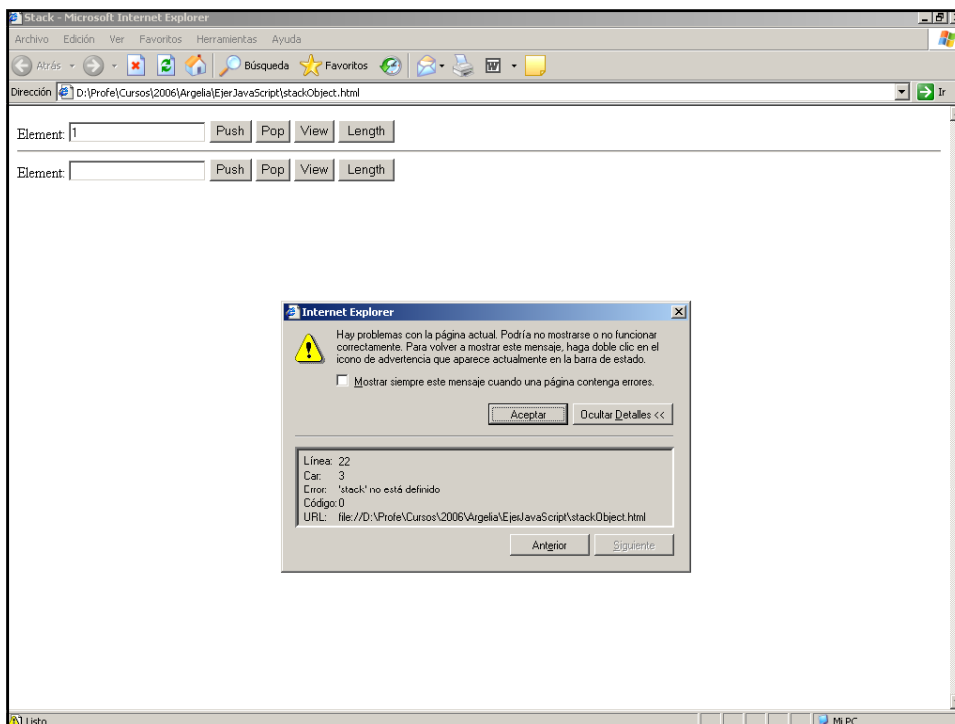 Stack - Microsoft Internet Explorer
Archivo Edición Ver Favoritos Herramientas Ayuda
Atrás Búsqueda Favoritos
Dirección D:\Profe\Cursos\2006\Argelia\EjerJavaScript\stackObject.html Ir
Element: 1 Push Pop View Length
Element: Push Pop View Length
Internet Explorer
Hay problemas con la página actual. Podría no mostrarse o no funcionar
correctamente. Para volver a mostrar este mensaje, haga doble clic en el
icono de advertencia que aparece actualmente en la barra de estado.
Mostrar siempre este mensaje cuando una página contenga errores.
Aceptar Ocultar Detalles <<
Línea: 22
Car: 3
Error: 'stack' no está definido
Código: 0
URL: file://D:\Profe\Cursos\2006\Argelia\EjerJavaScript\stackObject.html
Anterior Siguiente
Listo Mi PC